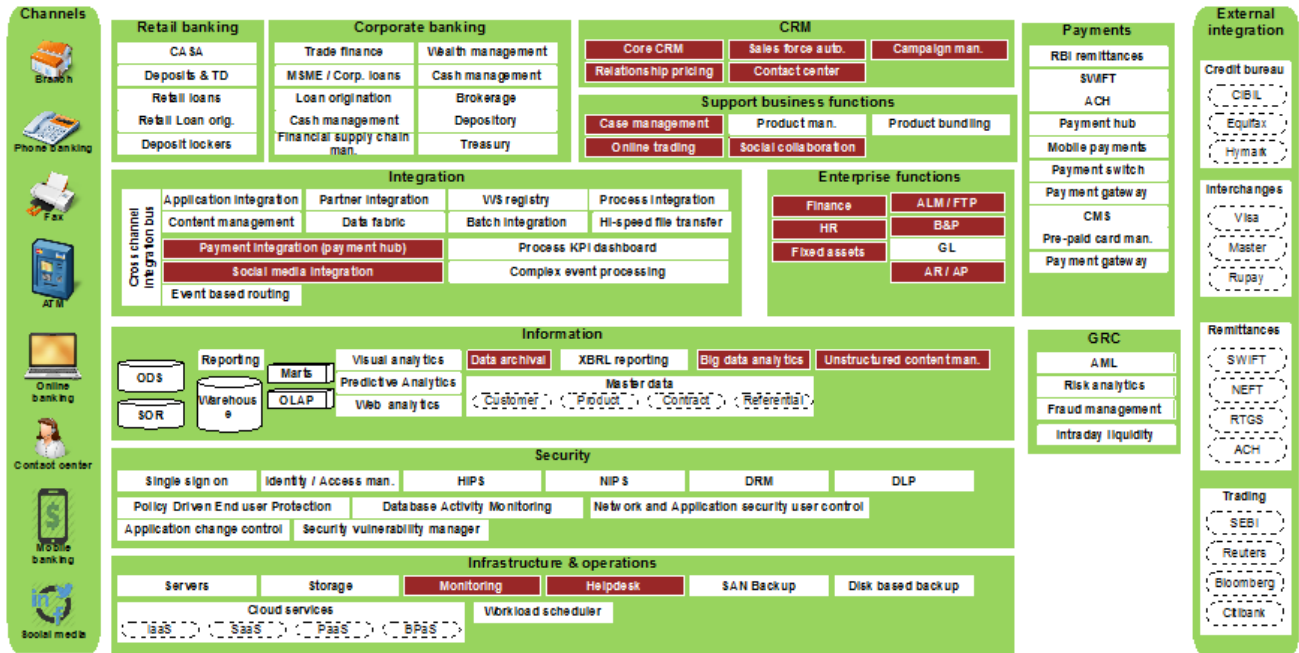 Channels
Branch
Phone banking
Fax
ATM
Online
banking
Contact center
Mobile
banking
Social media
Retail banking
CASA
Deposits & TD
Retail loans
Retail Loan orig.
Deposit lockers
Corporate banking
Trade finance
Wealth management
MSME / Corp. loans
Cash management
Loan origination
Brokerage
Cash management
Depository
Financial supply chain
man.
Treasury
CRM
Core CRM
Sales force auto.
Campaign man.
Relationship pricing
Contact center
Support business functions
Case management
Product man.
Product bundling
Online trading
Social collaboration
Payments
RBI remittances
SWIFT
ACH
Payment hub
Mobile payments
Payment switch
Payment gateway
CMS
Pre-paid card man.
Payment gateway
Integration
Cross channel
integration bus
Application integration
Partner integration
WS registry
Process integration
Content management
Data fabric
Batch integration
Hi-speed file transfer
Payment integration (payment hub)
Process KPI dashboard
Social media integration
Complex event processing
Event based routing
Enterprise functions
Finance
ALM / FTP
HR
B&P
Fixed assets
GL
AR / AP
Information
ODS
SOR
Reporting
Warehous
e
Marts
OLAP
Visual analytics
Predictive Analytics
Web analytics
Data archival
XBRL reporting
Big data analytics
Unstructured content man.
Master data
Customer
Product
Contract
Referential
GRC
AML
Risk analytics
Fraud management
Intraday liquidity
Security
Single sign on
Identity / Access man.
HIPS
NIPS
DRM
DLP
Policy Driven End user Protection
Database Activity Monitoring
Network and Application security user control
Application change control
Security vulnerability manager
Infrastructure & operations
Servers
Storage
Monitoring
Helpdesk
SAN Backup
Disk based backup
Cloud services
IaaS
SaaS
PaaS
BPaS
Workload scheduler
External
integration
Credit bureau
CIBIL
Equifax
Hymark
Interchanges
Visa
Master
Rupay
Remittances
SWIFT
NEFT
RTGS
ACH
Trading
SEBI
Reuters
Bloomberg
Citibank